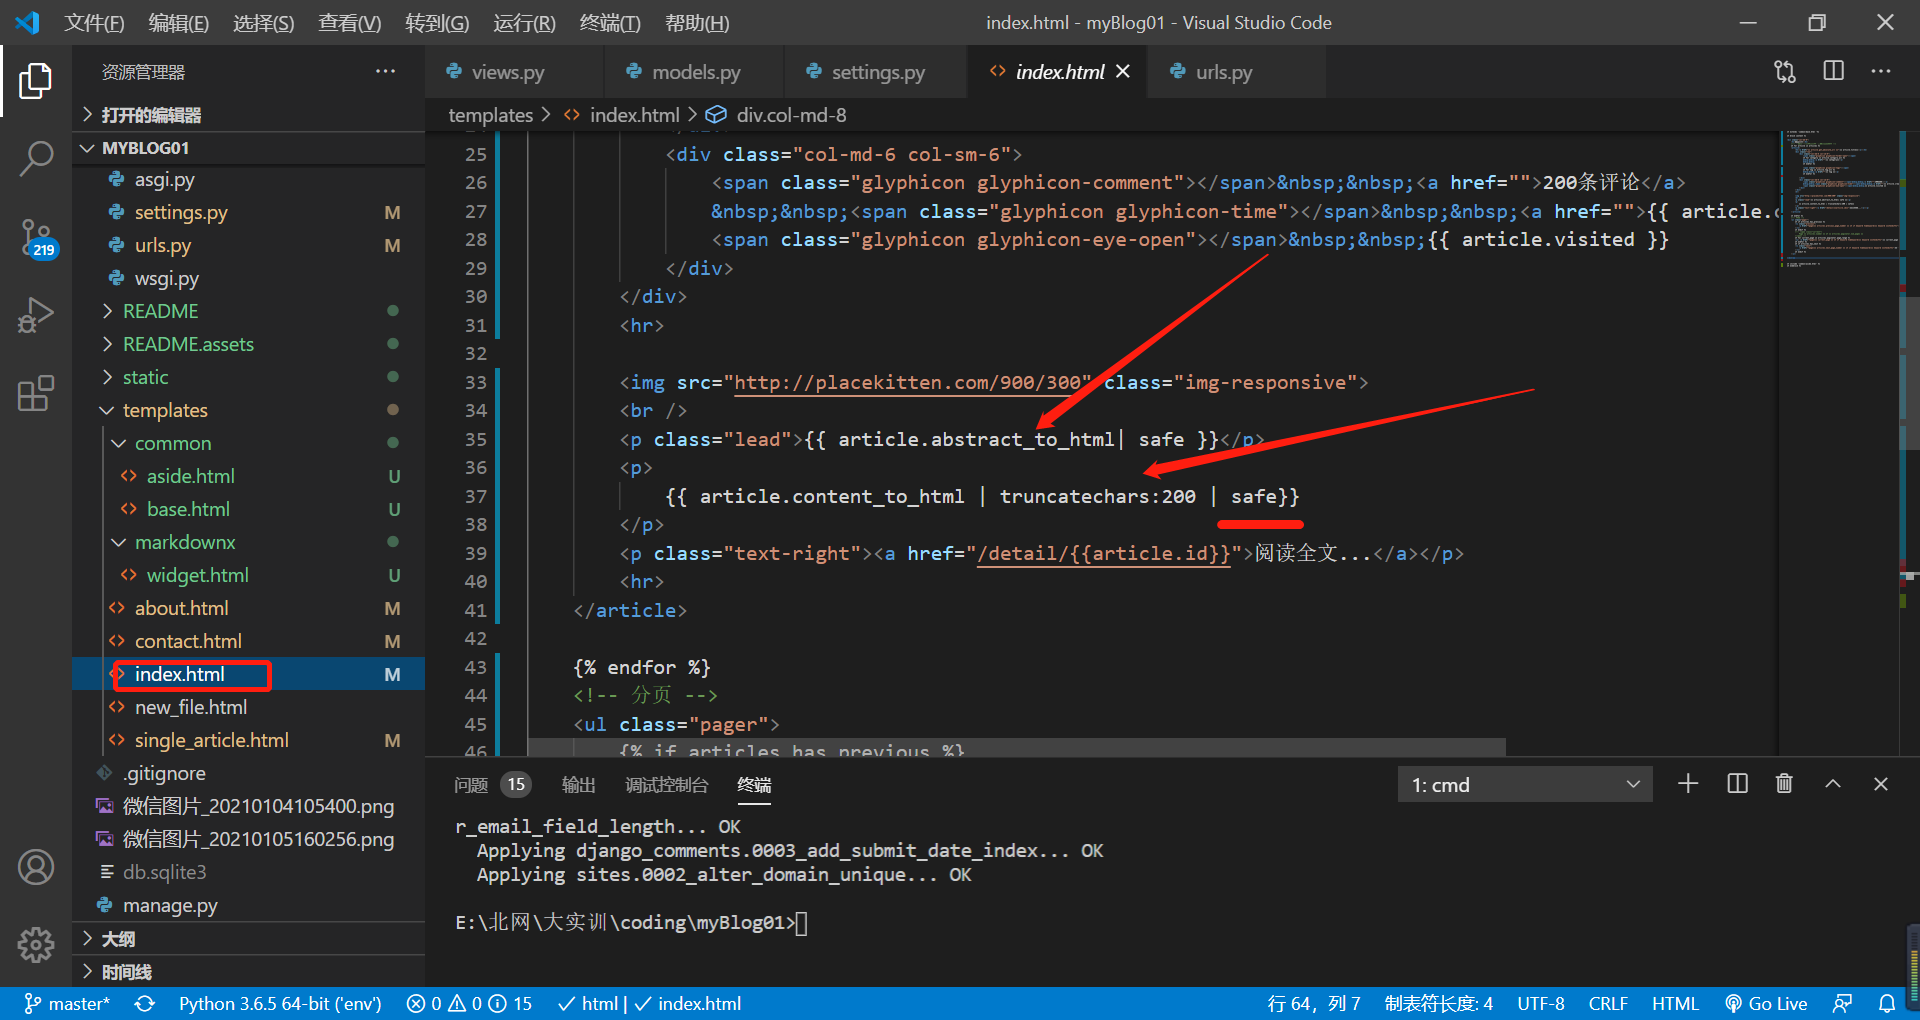 文件(F) 编辑(E) 选择(S) 查看(V) 转到(G) 运行(R) 终端(T) 帮助(H) index.html - myBlog01 - Visual Studio Code
资源管理器
views.py models.py settings.py index.html urls.py
打开的编辑器
templates > index.html > div.col-md-8
MYBLOG01
asgi.py
settings.py M
urls.py M
wsgi.py
README
README.assets
static
templates
common
aside.html U
base.html U
markdownx
widget.html U
about.html M
contact.html M
index.html M
new_file.html
single_article.html M
.gitignore
微信图片_20210104105400.png
微信图片_20210105160256.png
db.sqlite3
manage.py
大纲
时间线
219
25 <div class="col-md-6 col-sm-6">
26 <span class="glyphicon glyphicon-comment"></span>&nbsp;&nbsp;<a href="">200条评论</a>
27 &nbsp;&nbsp;<span class="glyphicon glyphicon-time"></span>&nbsp;&nbsp;<a href="">{{ article.
28 <span class="glyphicon glyphicon-eye-open"></span>&nbsp;&nbsp;{{ article.visited }}
29 </div>
30 </div>
31 <hr>
32
33 <img src="http://placekitten.com/900/300" class="img-responsive">
34 <br />
35 <p class="lead">{{ article.abstract_to_html| safe }}</p>
36 <p>
37 {{ article.content_to_html | truncatechars:200 | safe}}
38 </p>
39 <p class="text-right"><a href="/detail/{{article.id}}">阅读全文...</a></p>
40 <hr>
41 </article>
42
43 {% endfor %}
44 <!-- 分页 -->
45 <ul class="pager">
46 {% if articles has previous %}
问题 15 输出 调试控制台 终端 1: cmd
r_email_field_length... OK
Applying django_comments.0003_add_submit_date_index... OK
Applying sites.0002_alter_domain_unique... OK
E:\北网\大实训\coding\myBlog01>
master* Python 3.6.5 64-bit ('env') 0 0 15 html | index.html 行 64，列 7 制表符长度: 4 UTF-8 CRLF HTML Go Live